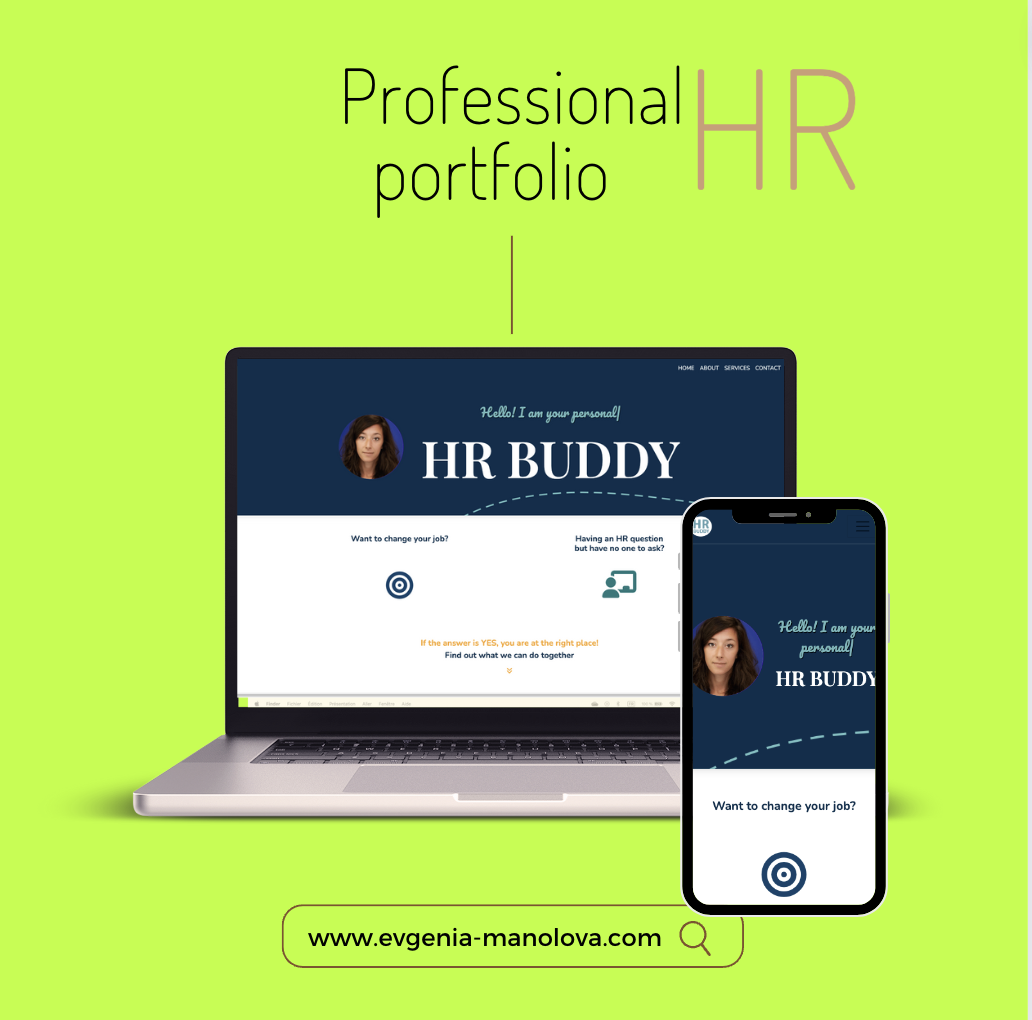 Professional HR
portfolio
HOME ABOUT SERVICES CONTACT
Hello! I am your personal|
HR BUDDY
Want to change your job?
Having an HR question
but have no one to ask?
If the answer is YES, you are at the right place!
Find out what we can do together
HR
BUDDY
Hello! I am your
personal|
HR BUDDY
Want to change your job?
www.evgenia-manolova.com